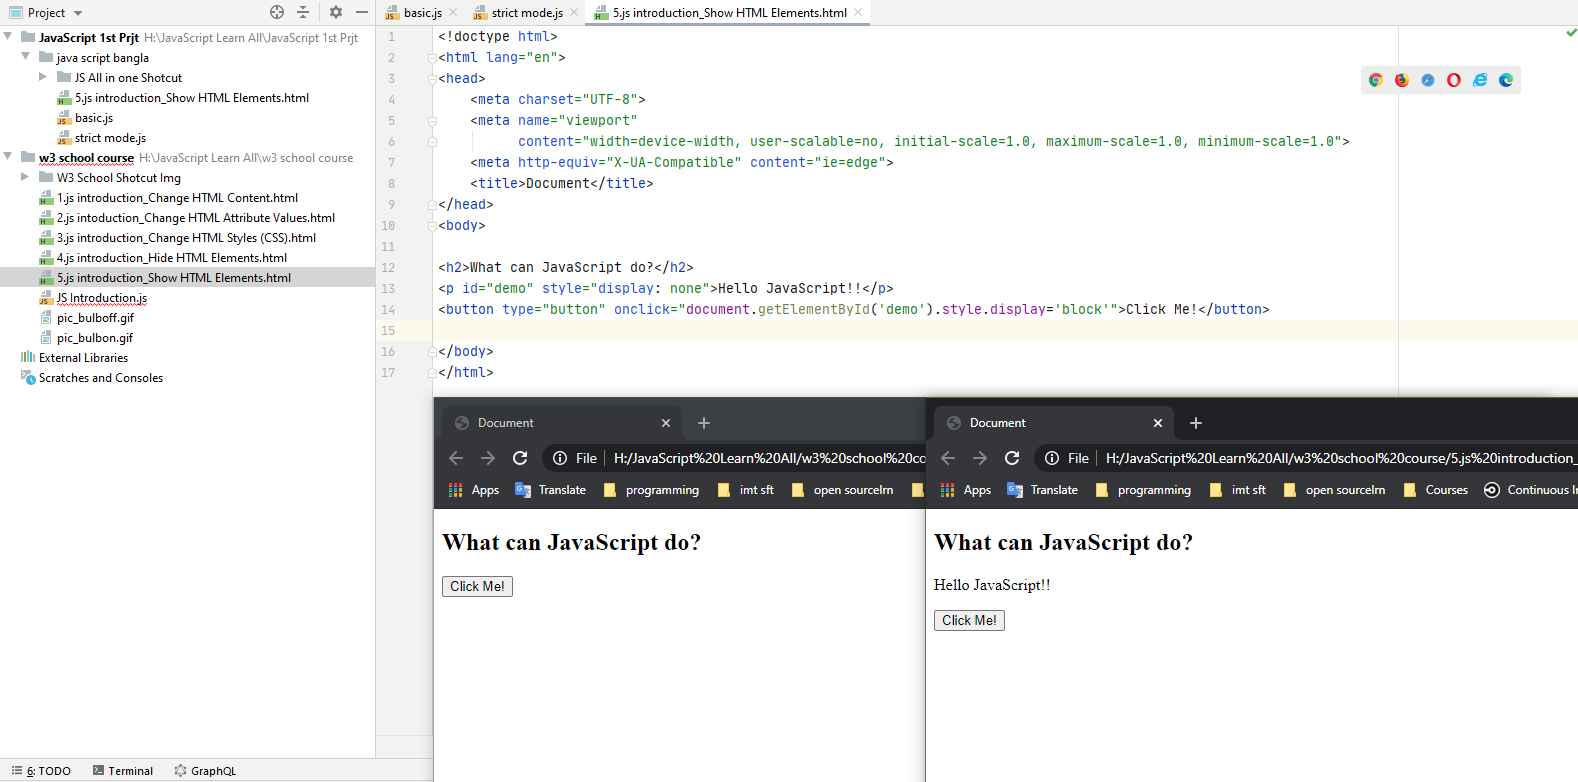 Project
JavaScript 1st Prjt H:\JavaScript Learn All\JavaScript 1st Prjt
java script bangla
JS All in one Shotcut
5.js introduction_Show HTML Elements.html
basic.js
strict mode.js
w3 school course H:\JavaScript Learn All\w3 school course
W3 School Shotcut Img
1.js introduction_Change HTML Content.html
2.js intoduction_Change HTML Attribute Values.html
3.js introduction_Change HTML Styles (CSS).html
4.js introduction_Hide HTML Elements.html
5.js introduction_Show HTML Elements.html
JS Introduction.js
pic_bulboff.gif
pic_bulbon.gif
External Libraries
Scratches and Consoles
basic.js strict mode.js 5.js introduction_Show HTML Elements.html
1 <!doctype html>
2 <html lang="en">
3 <head>
4 <meta charset="UTF-8">
5 <meta name="viewport"
6 content="width=device-width, user-scalable=no, initial-scale=1.0, maximum-scale=1.0, minimum-scale=1.0">
7 <meta http-equiv="X-UA-Compatible" content="ie=edge">
8 <title>Document</title>
9 </head>
10 <body>
11
12 <h2>What can JavaScript do?</h2>
13 <p id="demo" style="display: none">Hello JavaScript!!</p>
14 <button type="button" onclick="document.getElementById('demo').style.display='block'">Click Me!</button>
15
16 </body>
17 </html>
Document
File H:/JavaScript%20Learn%20All/w3%20school%20co
Apps Translate programming imt sft open sourcelrn
What can JavaScript do?
Click Me!
Document
File H:/JavaScript%20Learn%20All/w3%20school%20course/5.js%20introduction_
Apps Translate programming imt sft open sourcelrn Courses Continuous In
What can JavaScript do?
Hello JavaScript!!
Click Me!
6: TODO Terminal GraphQL